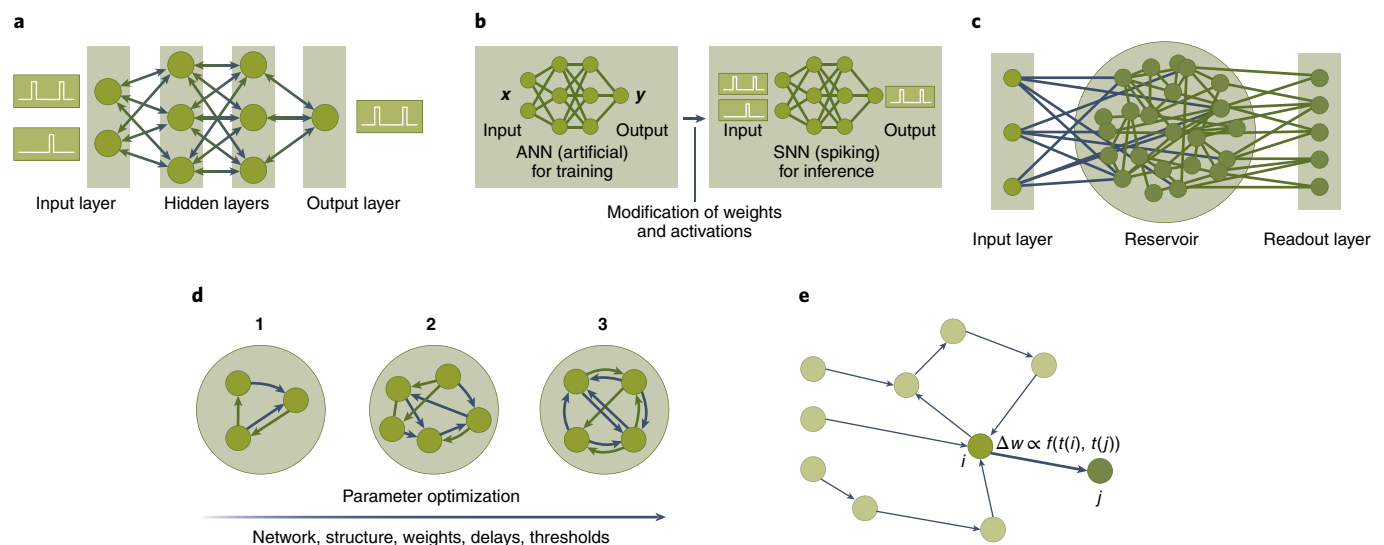 a
Input layer
Hidden layers
Output layer
b
x
y
Input
Output
ANN (artificial)
for training
Input
Output
SNN (spiking)
for inference
Modification of weights
and activations
c
Input layer
Reservoir
Readout layer
d
1
2
3
Parameter optimization
Network, structure, weights, delays, thresholds
e
Δw ∝ f(t(i), t(j))
i
j